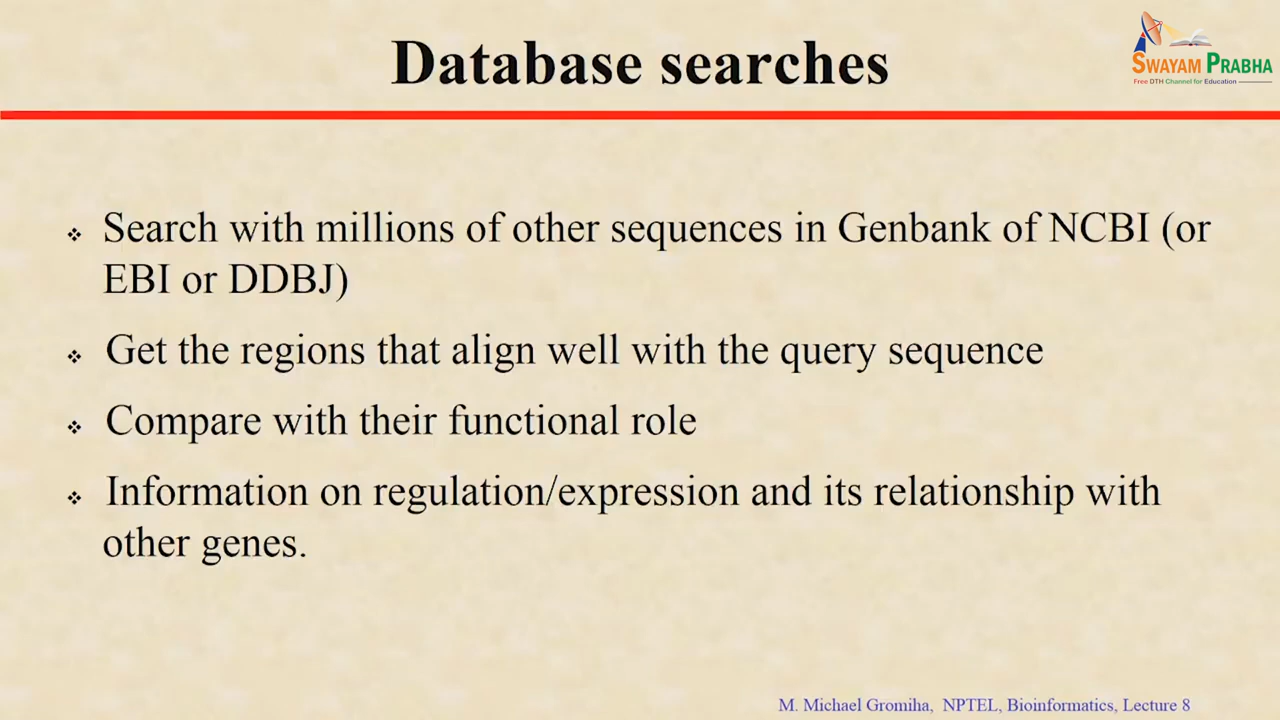 Database searches
SWAYAM PRABHA
Free DTH Channel for Education
❖ Search with millions of other sequences in Genbank of NCBI (or
EBI or DDBJ)
❖ Get the regions that align well with the query sequence
❖ Compare with their functional role
❖ Information on regulation/expression and its relationship with
other genes.
M. Michael Gromiha, NPTEL, Bioinformatics, Lecture 8